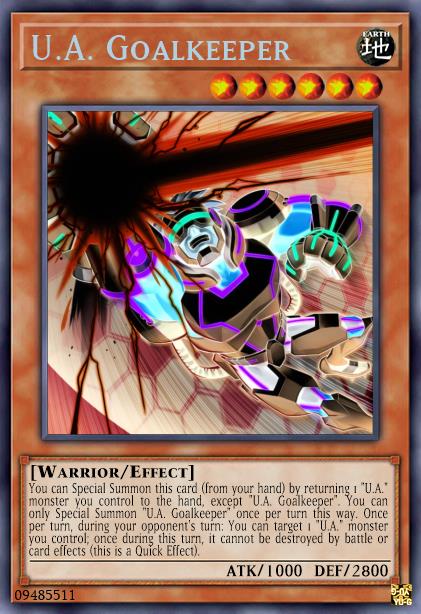 U.A. Goalkeeper
EARTH
地
[Warrior/Effect]
You can Special Summon this card (from your hand) by returning 1 "U.A."
monster you control to the hand, except "U.A. Goalkeeper". You can
only Special Summon "U.A. Goalkeeper" once per turn this way. Once
per turn, during your opponent's turn: You can target 1 "U.A." monster
you control; once during this turn, it cannot be destroyed by battle or
card effects (this is a Quick Effect).
ATK/1000 DEF/2800
09485511